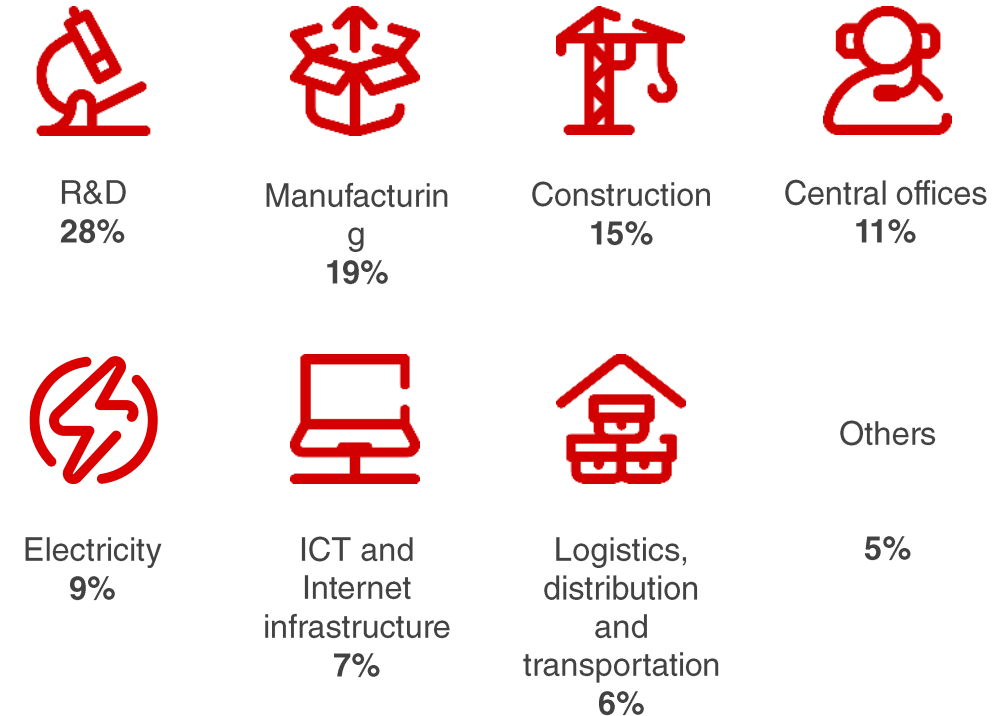 R&D
28%
Manufacturin
g
19%
Construction
15%
Central offices
11%
Electricity
9%
ICT and
Internet
infrastructure
7%
Logistics,
distribution
and
transportation
6%
Others
5%